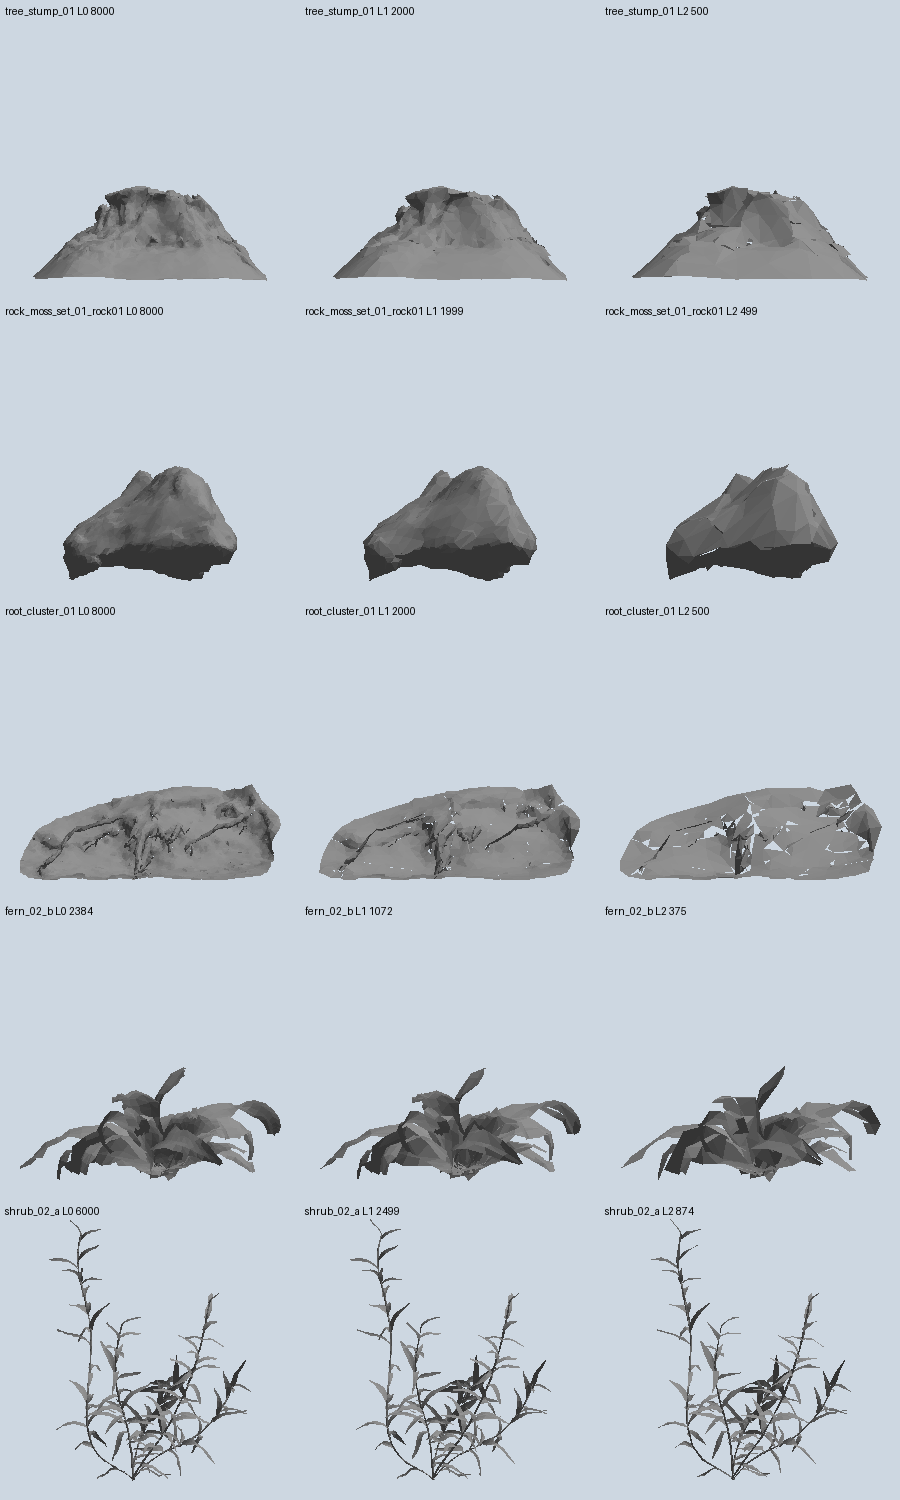 tree_stump_01 L0 8000
tree_stump_01 L1 2000
tree_stump_01 L2 500
rock_moss_set_01_rock01 L0 8000
rock_moss_set_01_rock01 L1 1999
rock_moss_set_01_rock01 L2 499
root_cluster_01 L0 8000
root_cluster_01 L1 2000
root_cluster_01 L2 500
fern_02_b L0 2384
fern_02_b L1 1072
fern_02_b L2 375
shrub_02_a L0 6000
shrub_02_a L1 2499
shrub_02_a L2 874